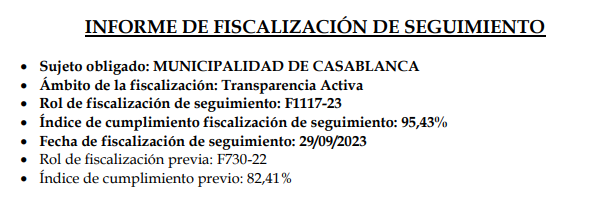 INFORME DE FISCALIZACIÓN DE SEGUIMIENTO
• Sujeto obligado: MUNICIPALIDAD DE CASABLANCA
• Ámbito de la fiscalización: Transparencia Activa
• Rol de fiscalización de seguimiento: F1117-23
• Índice de cumplimiento fiscalización de seguimiento: 95,43%
• Fecha de fiscalización de seguimiento: 29/09/2023
• Rol de fiscalización previa: F730-22
• Índice de cumplimiento previo: 82,41%